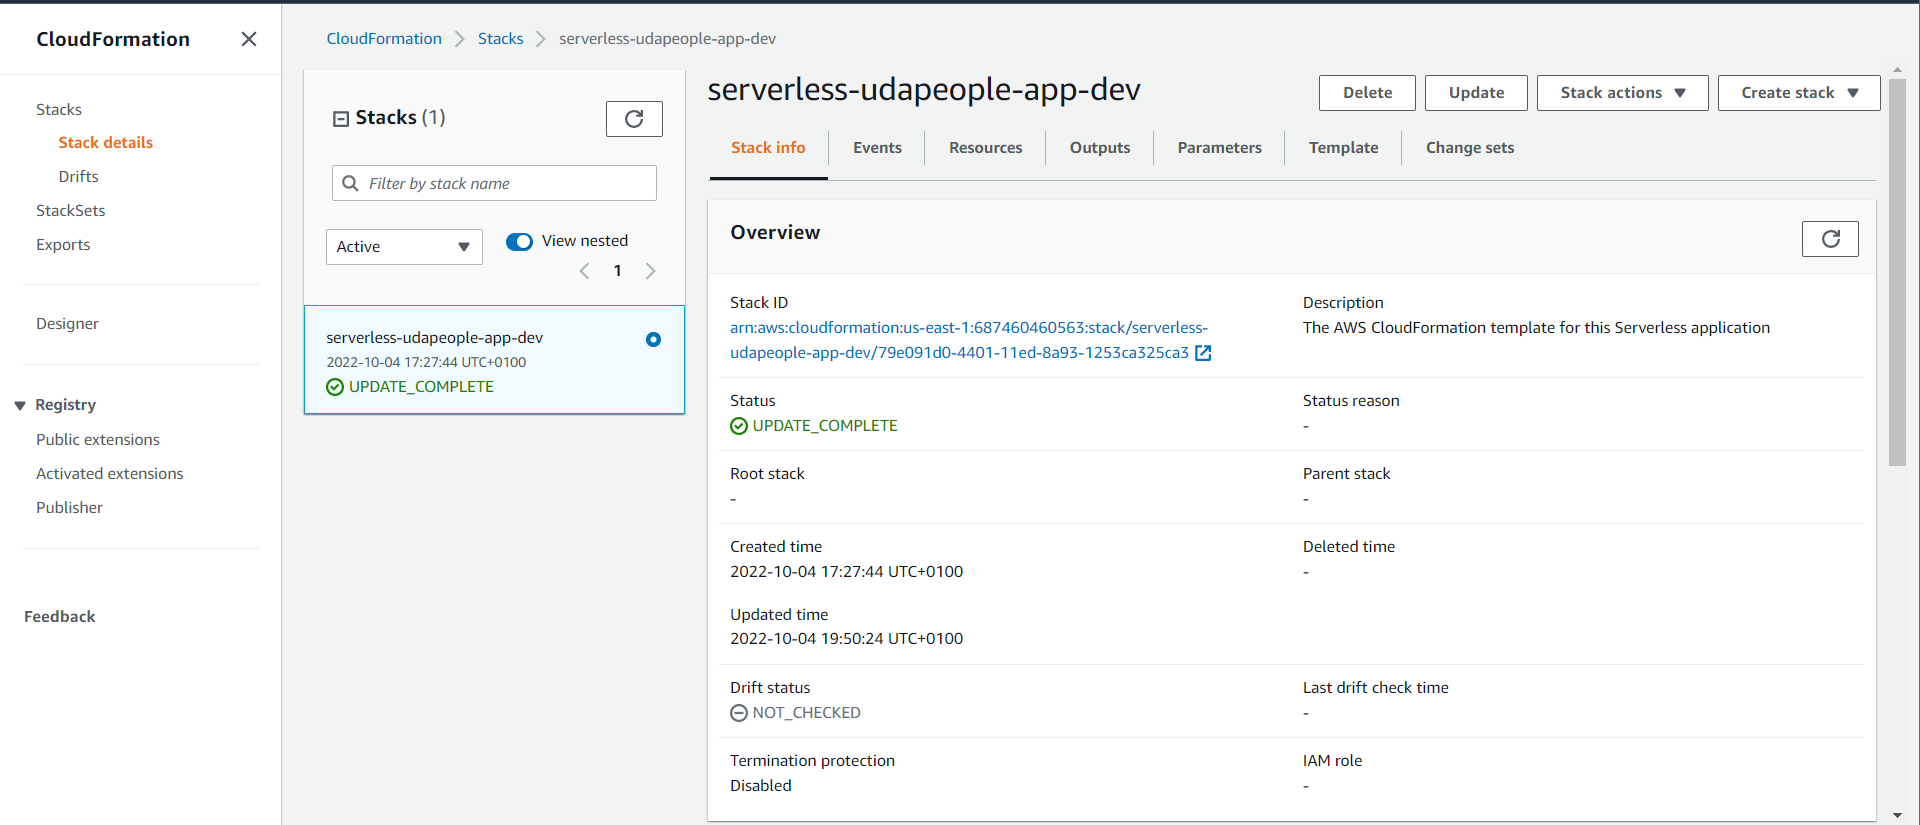 CloudFormation
Stacks
Stack details
Drifts
StackSets
Exports
Designer
Registry
Public extensions
Activated extensions
Publisher
Feedback
CloudFormation Stacks serverless-udapeople-app-dev
Stacks (1)
Filter by stack name
Active
View nested
1
serverless-udapeople-app-dev
2022-10-04 17:27:44 UTC+0100
UPDATE_COMPLETE
serverless-udapeople-app-dev
Delete Update Stack actions Create stack
Stack info Events Resources Outputs Parameters Template Change sets
Overview
Stack ID
arn:aws:cloudformation:us-east-1:687460460563:stack/serverless-
udapeople-app-dev/79e091d0-4401-11ed-8a93-1253ca325ca3
Description
The AWS CloudFormation template for this Serverless application
Status
UPDATE_COMPLETE
Status reason
-
Root stack
-
Parent stack
-
Created time
2022-10-04 17:27:44 UTC+0100
Deleted time
-
Updated time
2022-10-04 19:50:24 UTC+0100
Drift status
NOT_CHECKED
Last drift check time
-
Termination protection
Disabled
IAM role
-